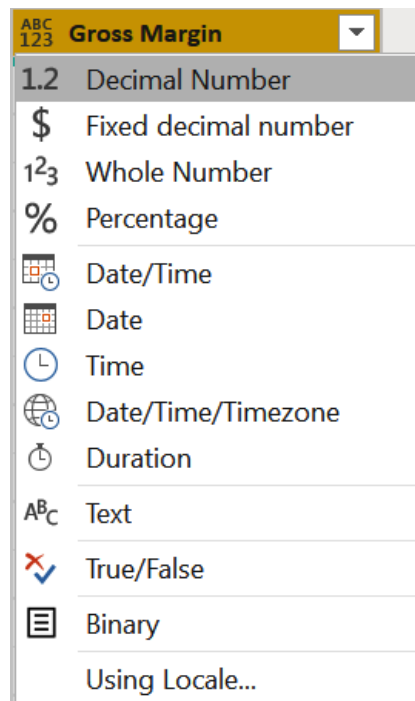 ABC
123 Gross Margin
1.2 Decimal Number
$ Fixed decimal number
1²3 Whole Number
% Percentage
Date/Time
Date
Time
Date/Time/Timezone
Duration
ABC Text
True/False
Binary
Using Locale...